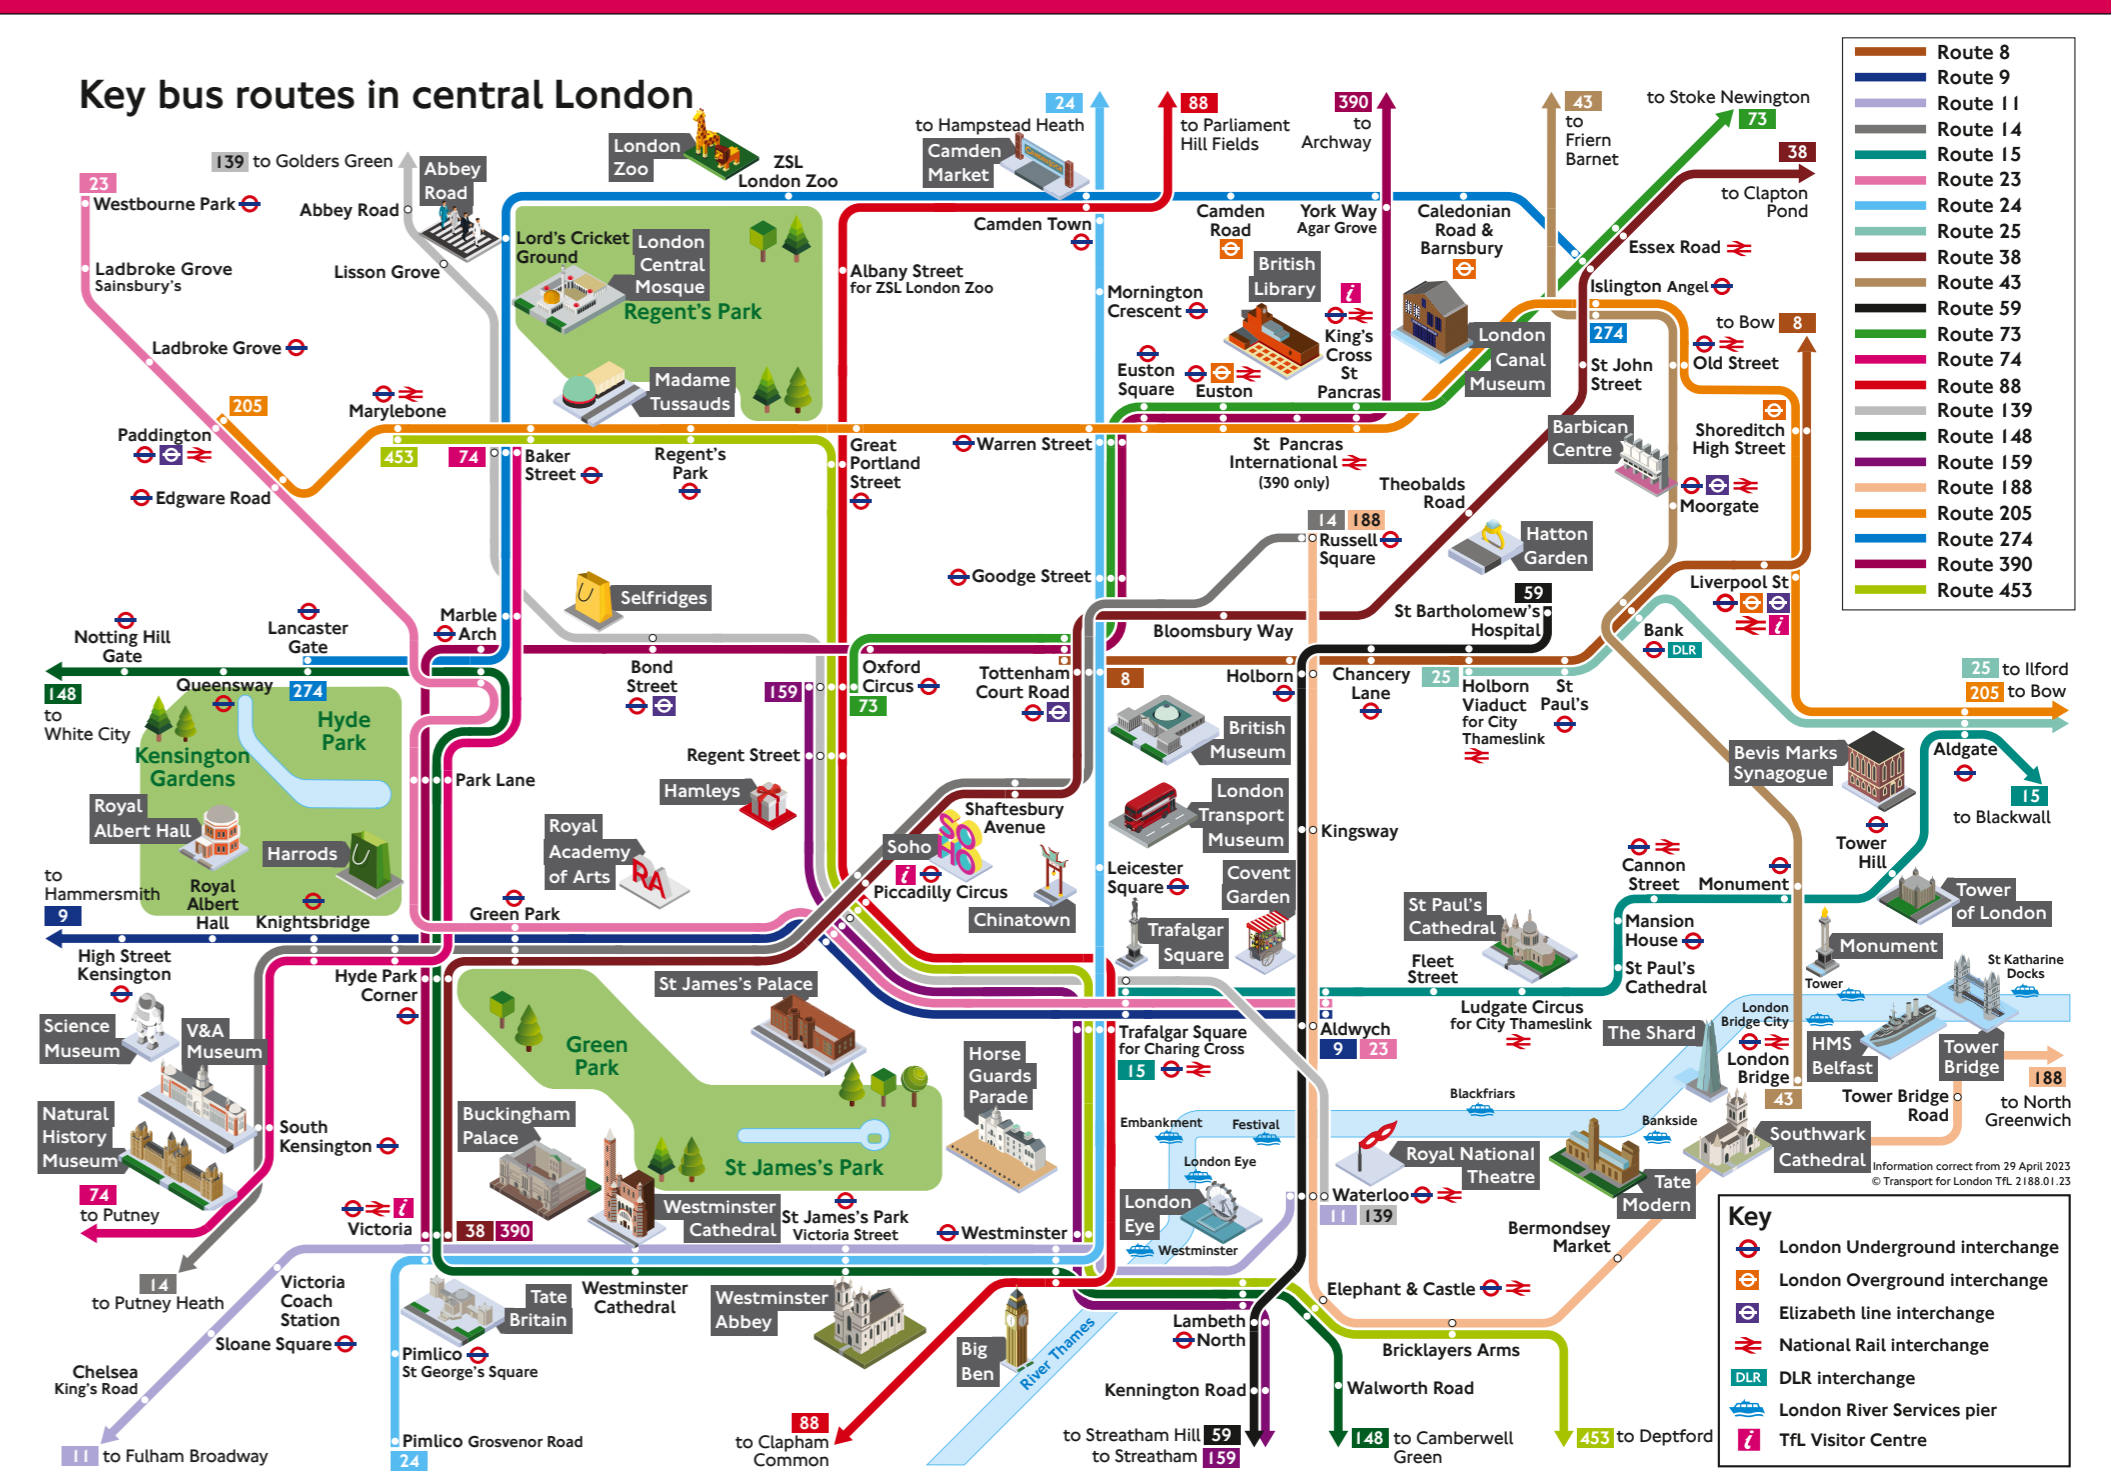 Key bus routes in central London
Route 8
Route 9
Route 11
Route 14
Route 15
Route 23
Route 24
Route 25
Route 38
Route 43
Route 59
Route 73
Route 74
Route 88
Route 139
Route 148
Route 159
Route 188
Route 205
Route 274
Route 390
Route 453
24
to Hampstead Heath
88
to Parliament
Hill Fields
390
to
Archway
43
to
Friern
Barnet
to Stoke Newington
73
38
to Clapton
Pond
139 to Golders Green
Abbey
Road
London
Zoo
ZSL
London Zoo
Camden
Market
23
Westbourne Park
Abbey Road
Lord's Cricket
Ground
London
Central
Mosque
Regent's Park
Camden Town
Camden
Road
York Way
Agar Grove
Caledonian
Road &
Barnsbury
Essex Road
Ladbroke Grove
Sainsbury's
Lisson Grove
Albany Street
for ZSL London Zoo
Mornington
Crescent
British
Library
i
King's
Cross
St
Pancras
London
Canal
Museum
Islington Angel
274
to Bow 8
Old Street
St John
Street
Ladbroke Grove
Madame
Tussauds
Euston
Square
Euston
205
Marylebone
Paddington
453
74
Baker
Street
Regent's
Park
Great
Portland
Street
Warren Street
St Pancras
International
(390 only)
Barbican
Centre
Shoreditch
High Street
Edgware Road
Theobalds
Road
Moorgate
14 188
Russell
Square
Hatton
Garden
Goodge Street
Selfridges
59
St Bartholomew's
Hospital
Liverpool St
i
Marble
Arch
Notting Hill
Gate
Lancaster
Gate
Bloomsbury Way
Bank
DLR
148
to
White City
Queensway
274
Bond
Street
159
Oxford
Circus
73
Tottenham
Court Road
8
Holborn
Chancery
Lane
25
Holborn
Viaduct
for City
Thameslink
St
Paul's
25 to Ilford
205 to Bow
Hyde
Park
Kensington
Gardens
Park Lane
Regent Street
British
Museum
Bevis Marks
Synagogue
Aldgate
15
to Blackwall
Royal
Albert Hall
Harrods
Hamleys
Royal
Academy
of Arts
RA
Shaftesbury
Avenue
Soho
SOHO
i
Piccadilly Circus
London
Transport
Museum
Kingsway
Tower
Hill
to
Hammersmith
9
Royal
Albert
Hall
Knightsbridge
Green Park
Chinatown
Leicester
Square
Covent
Garden
Cannon
Street
Monument
Tower
of London
High Street
Kensington
Hyde Park
Corner
St James's Palace
Trafalgar
Square
St Paul's
Cathedral
Fleet
Street
Ludgate Circus
for City Thameslink
Mansion
House
St Paul's
Cathedral
Monument
Tower
St Katharine
Docks
Science
Museum
V&A
Museum
Green
Park
Horse
Guards
Parade
Trafalgar Square
for Charing Cross
15
Aldwych
9 23
The Shard
London
Bridge City
London
Bridge
43
HMS
Belfast
Tower
Bridge
188
to North
Greenwich
Tower Bridge
Road
Natural
History
Museum
South
Kensington
Buckingham
Palace
St James's Park
Embankment
Festival
Blackfriars
Bankside
London Eye
Royal National
Theatre
Tate
Modern
Southwark
Cathedral
Information correct from 29 April 2023
© Transport for London TfL 2188.01.23
74
to Putney
i
Victoria
38 390
Westminster
Cathedral
St James's Park
Victoria Street
Westminster
London
Eye
Westminster
Waterloo
11 139
Bermondsey
Market
14
to Putney Heath
Victoria
Coach
Station
Sloane Square
Tate
Britain
Westminster
Cathedral
Westminster
Abbey
Big
Ben
River Thames
Lambeth
North
Elephant & Castle
Bricklayers Arms
Chelsea
King's Road
Pimlico
St George's Square
Kennington Road
Walworth Road
11 to Fulham Broadway
Pimlico Grosvenor Road
24
88
to Clapham
Common
to Streatham Hill 59
to Streatham 159
148 to Camberwell
Green
453 to Deptford
Key
London Underground interchange
London Overground interchange
Elizabeth line interchange
National Rail interchange
DLR DLR interchange
London River Services pier
i TfL Visitor Centre